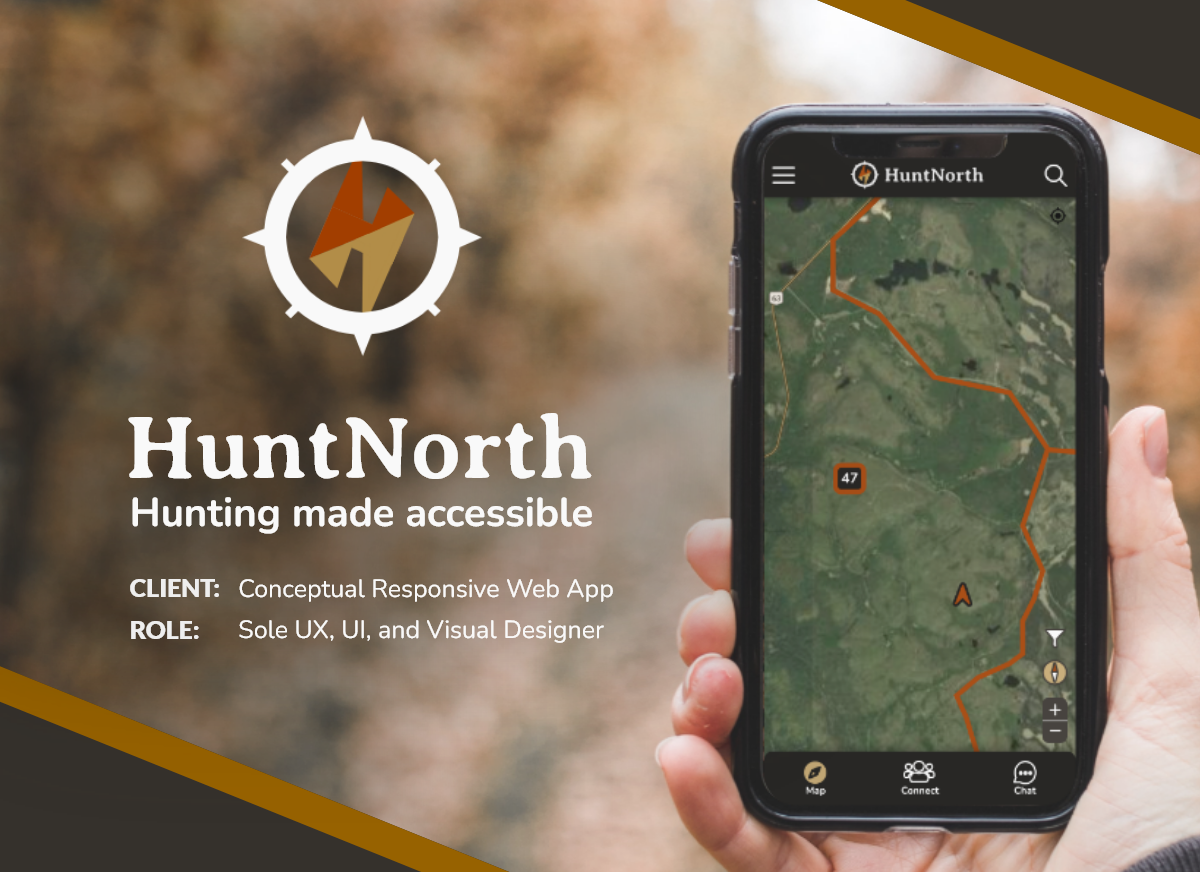 HuntNorth
Hunting made accessible
CLIENT: Conceptual Responsive Web App
ROLE: Sole UX, UI, and Visual Designer
HuntNorth
63
47
Map Connect Chat